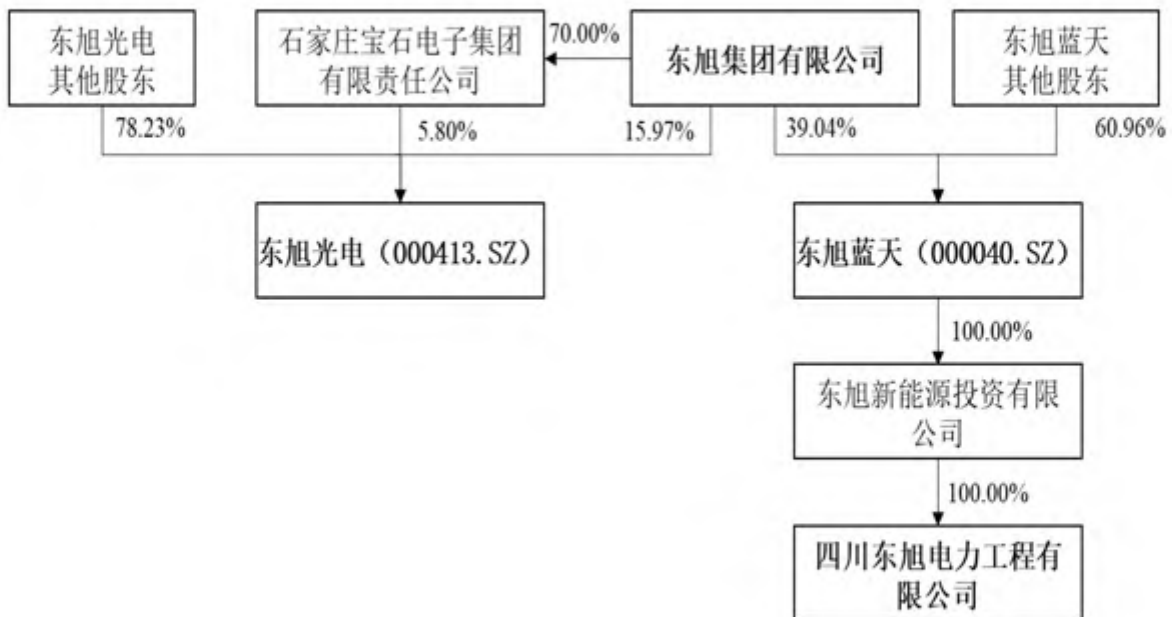 东旭光电
其他股东
石家庄宝石电子集团
有限责任公司
70.00%
东旭集团有限公司
东旭蓝天
其他股东
78.23%
5.80%
15.97%
39.04%
60.96%
东旭光电（000413.SZ）
东旭蓝天（000040.SZ）
100.00%
东旭新能源投资有限
公司
100.00%
四川东旭电力工程有
限公司